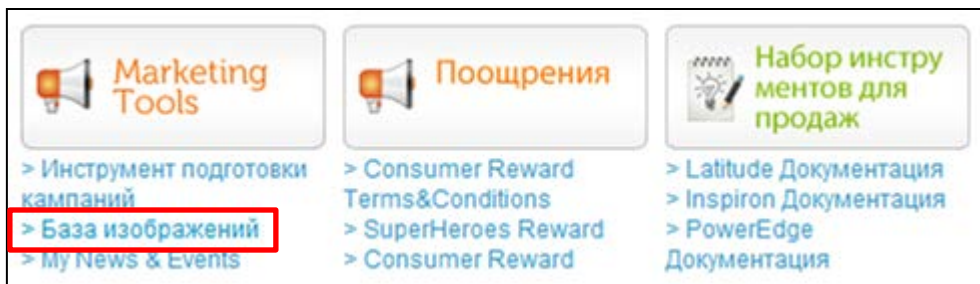 Marketing
Tools
> Инструмент подготовки
кампаний
> База изображений
> My News & Events
Поощрения
> Consumer Reward
Terms&Conditions
> SuperHeroes Reward
> Consumer Reward
Набор инстру
ментов для
продаж
> Latitude Документация
> Inspiron Документация
> PowerEdge
Документация